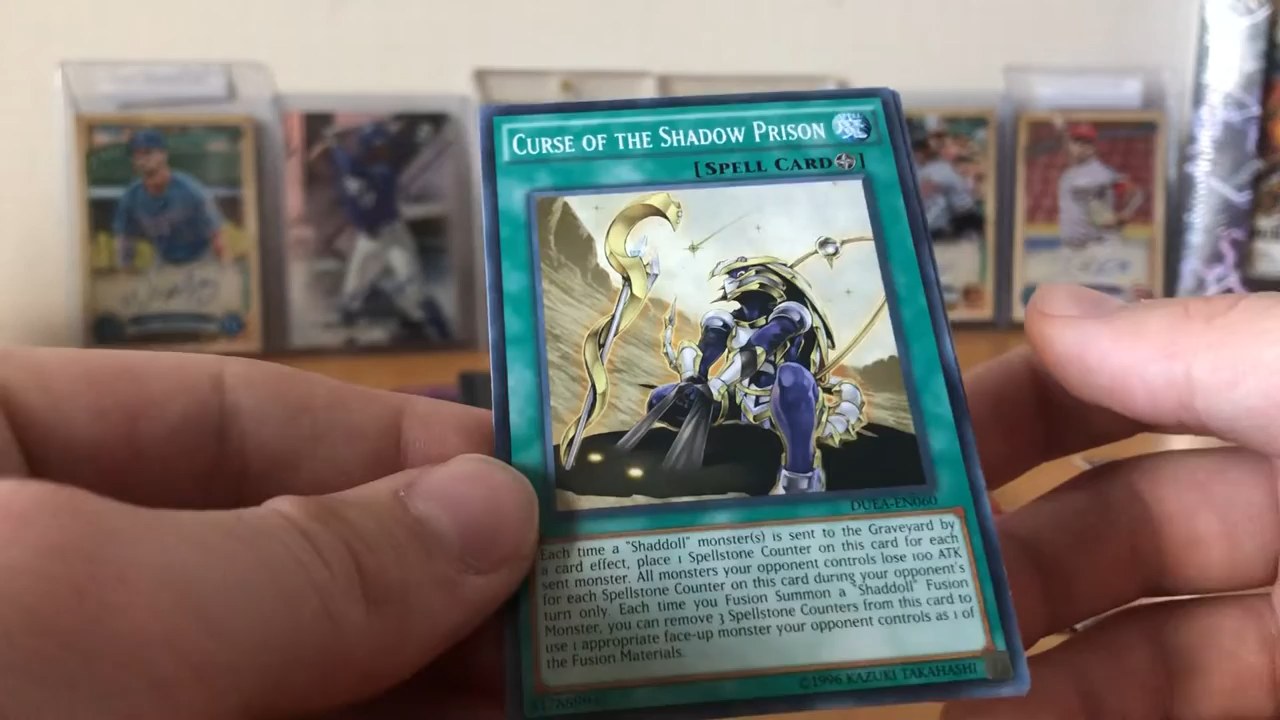 CURSE OF THE SHADOW PRISON
[SPELL CARD]
DUEA-EN060
Each time a "Shaddoll" monster(s) is sent to the Graveyard by
a card effect, place 1 Spellstone Counter on this card for each
sent monster. All monsters your opponent controls lose 100 ATK
for each Spellstone Counter on this card during your opponent's
turn only. Each time you Fusion Summon a "Shaddoll" Fusion
Monster, you can remove 3 Spellstone Counters from this card to
use 1 appropriate face-up monster your opponent controls as 1 of
the Fusion Materials.
©1996 KAZUKI TAKAHASHI